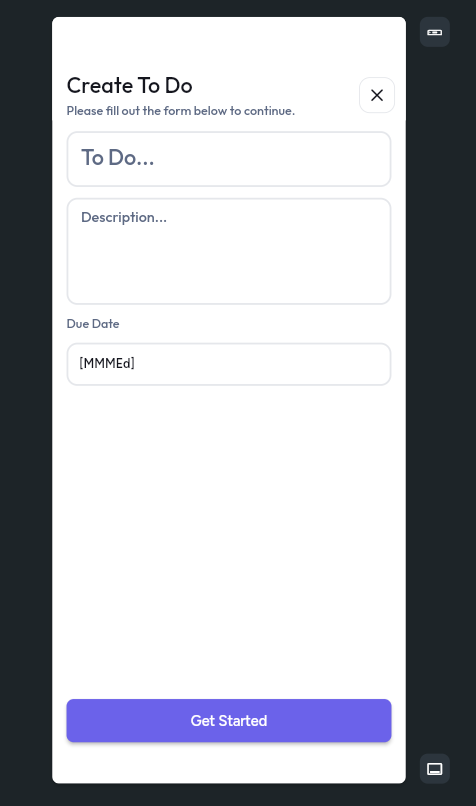 Create To Do
Please fill out the form below to continue.
To Do...
Description...
Due Date
[MMMEd]
Get Started